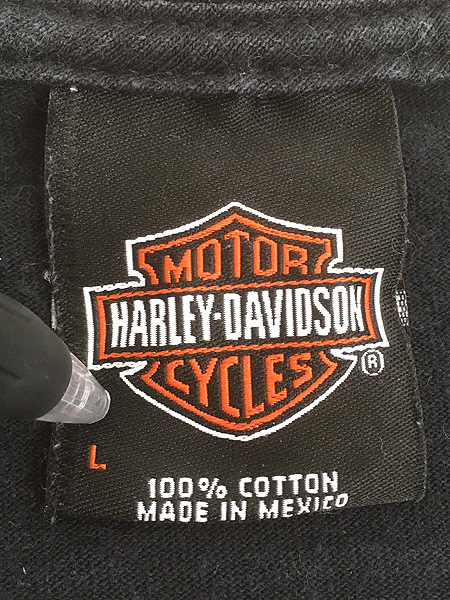 MOTOR
HARLEY-DAVIDSON
CYCLES
®
L
100% COTTON
MADE IN MEXICO